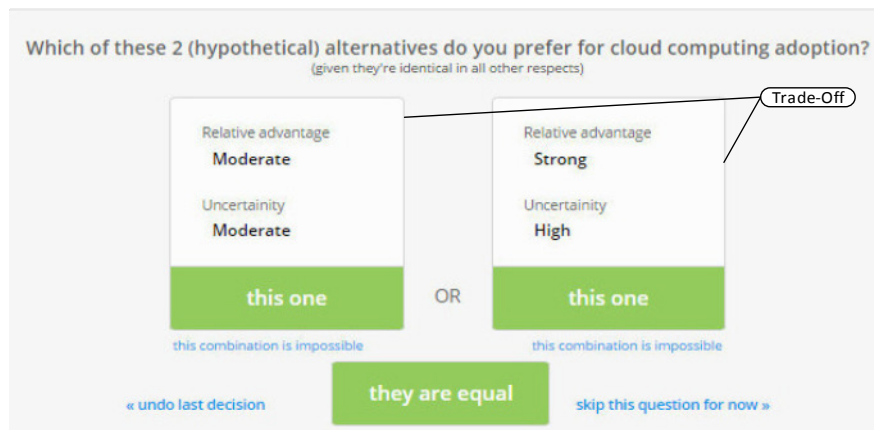 Which of these 2 (hypothetical) alternatives do you prefer for cloud computing adoption?
(given they're identical in all other respects)
Trade-Off
Relative advantage
Moderate
Uncertainity
Moderate
this one
this combination is impossible
OR
Relative advantage
Strong
Uncertainity
High
this one
this combination is impossible
« undo last decision
they are equal
skip this question for now »